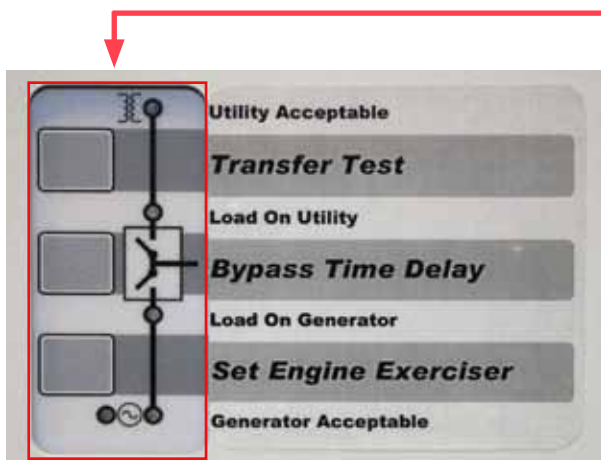 Utility Acceptable
Transfer Test
Load On Utility
Bypass Time Delay
Load On Generator
Set Engine Exerciser
Generator Acceptable